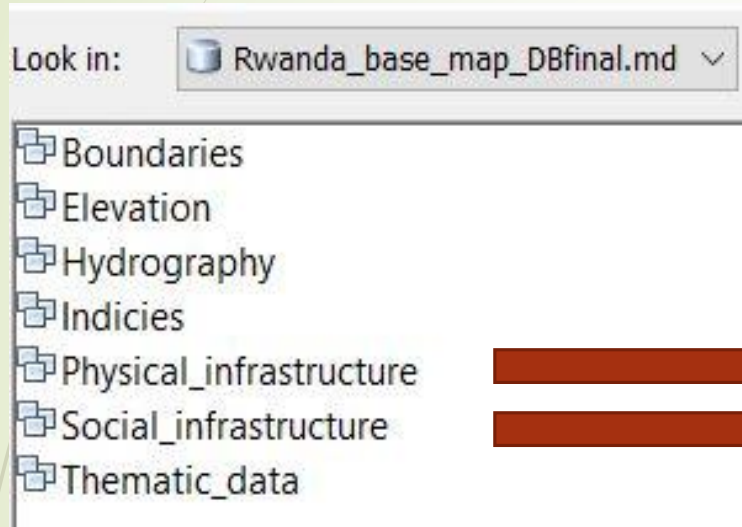 Look in: Rwanda_base_map_DBfinal.md
Boundaries
Elevation
Hydrography
Indicies
Physical_infrastructure
Social_infrastructure
Thematic_data